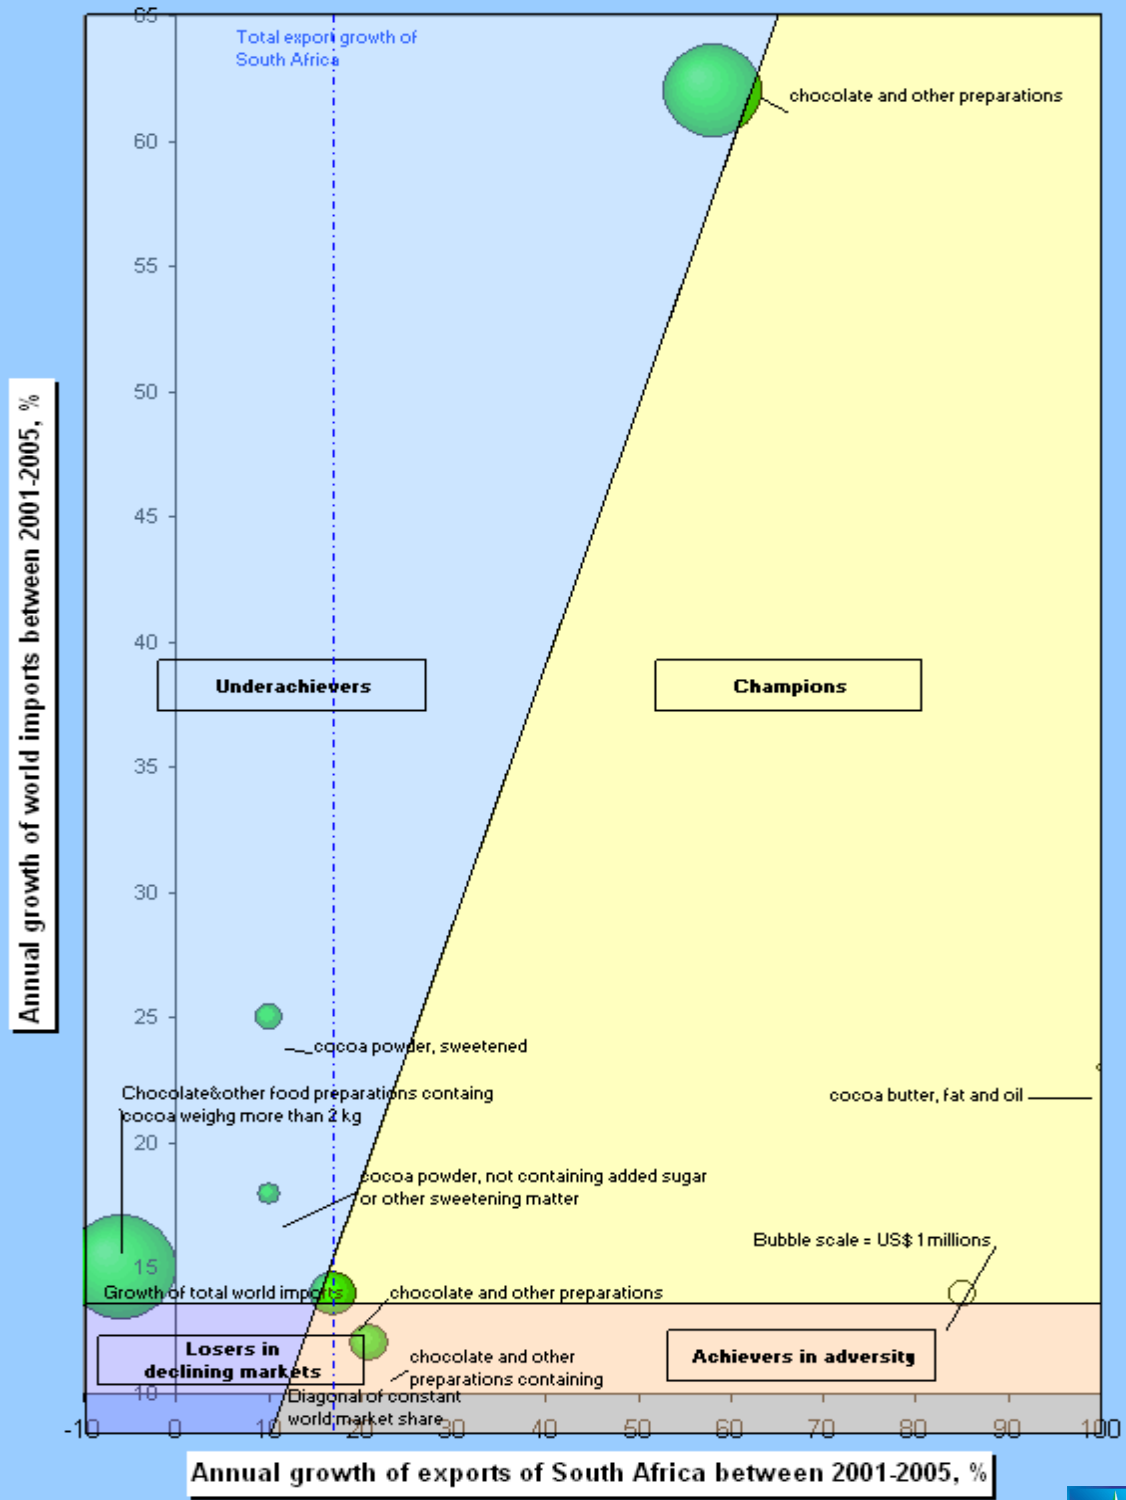 65
Total export growth of
South Africa
chocolate and other preparations
60
55
50
45
40
Underachievers
Champions
35
30
25
cocoa powder, sweetened
Chocolate&other food preparations containg
cocoa weighg more than 2 kg
cocoa butter, fat and oil
20
cocoa powder, not containing added sugar
or other sweetening matter
Bubble scale = US$ 1 millions
15
Growth of total world imports
chocolate and other preparations
Losers in
declining markets
Achievers in adversity
chocolate and other
preparations containing
10
Diagonal of constant
world market share
-10 0 10 20 30 40 50 60 70 80 90 100
Annual growth of world imports between 2001-2005, %
Annual growth of exports of South Africa between 2001-2005, %